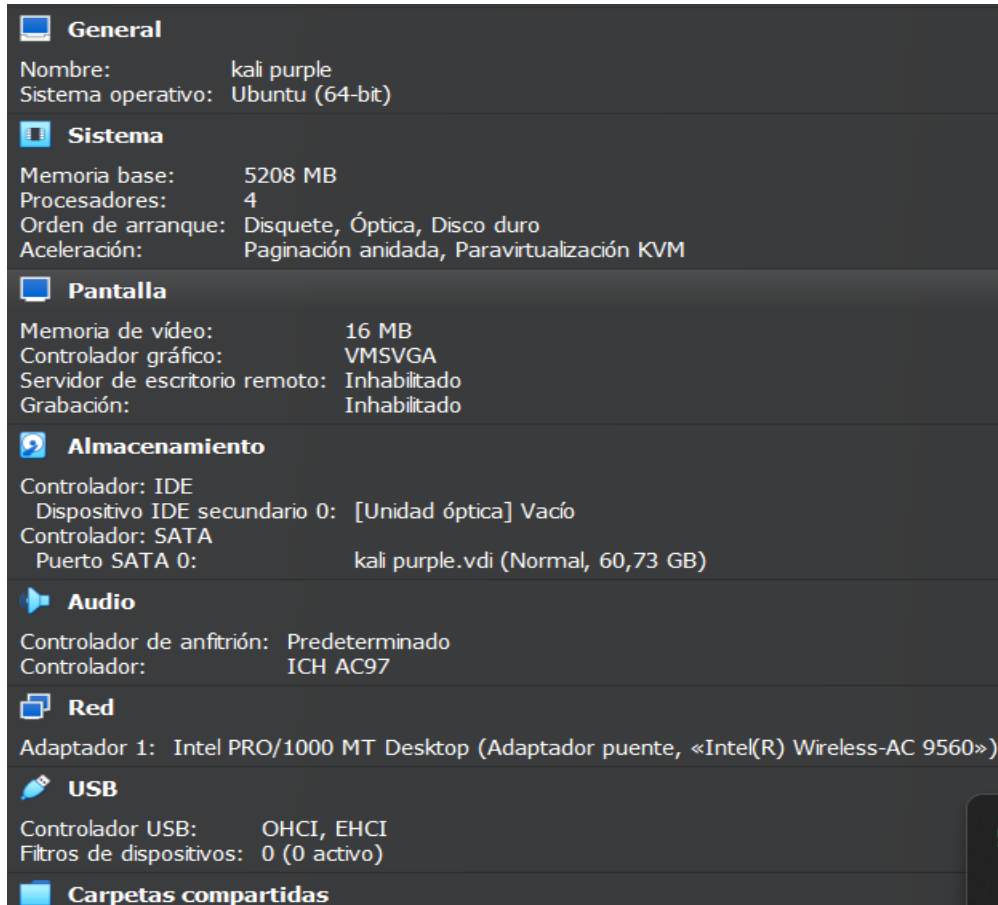 General
Nombre: kali purple
Sistema operativo: Ubuntu (64-bit)
Sistema
Memoria base: 5208 MB
Procesadores: 4
Orden de arranque: Disquete, Óptica, Disco duro
Aceleración: Paginación anidada, Paravirtualización KVM
Pantalla
Memoria de vídeo: 16 MB
Controlador gráfico: VMSVGA
Servidor de escritorio remoto: Inhabilitado
Grabación: Inhabilitado
Almacenamiento
Controlador: IDE
Dispositivo IDE secundario 0: [Unidad óptica] Vacío
Controlador: SATA
Puerto SATA 0: kali purple.vdi (Normal, 60,73 GB)
Audio
Controlador de anfitrión: Predeterminado
Controlador: ICH AC97
Red
Adaptador 1: Intel PRO/1000 MT Desktop (Adaptador puente, «Intel(R) Wireless-AC 9560»)
USB
Controlador USB: OHCI, EHCI
Filtros de dispositivos: 0 (0 activo)
Carpetas compartidas